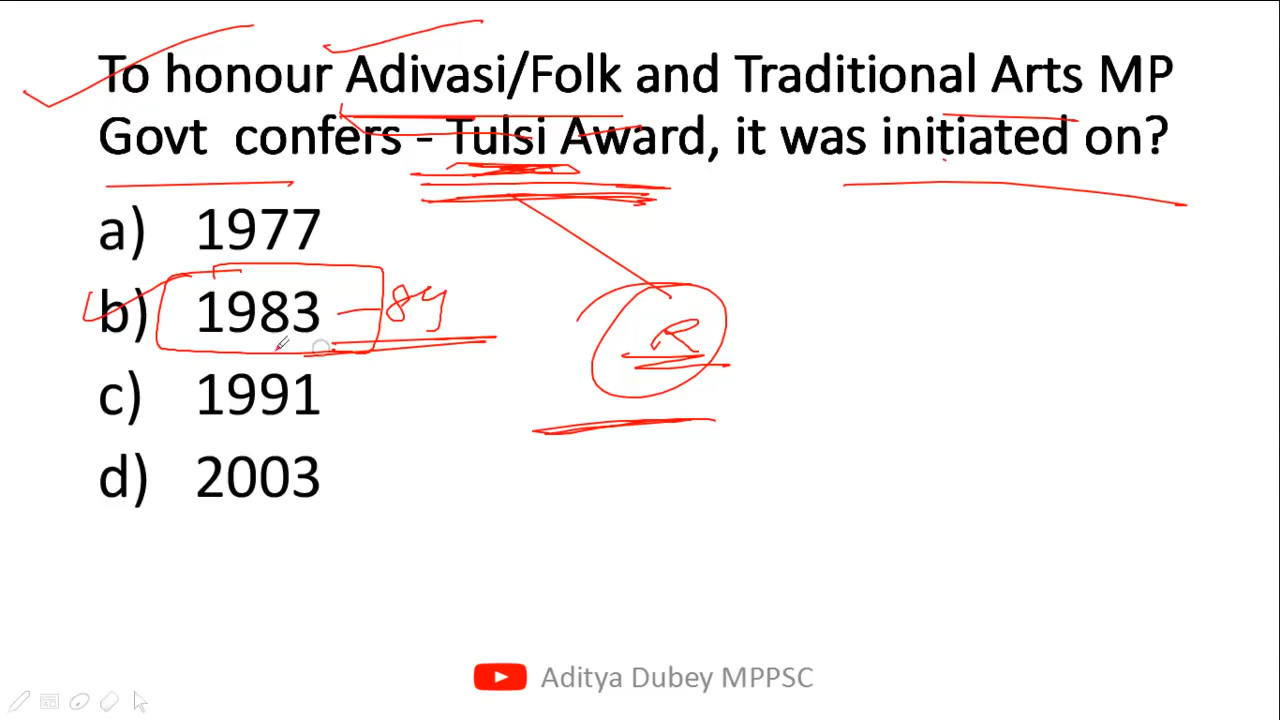 To honour Adivasi/Folk and Traditional Arts MP
Govt confers - Tulsi Award, it was initiated on?
a) 1977
b) 1983 - 84
c) 1991
d) 2003
R
Aditya Dubey MPPSC